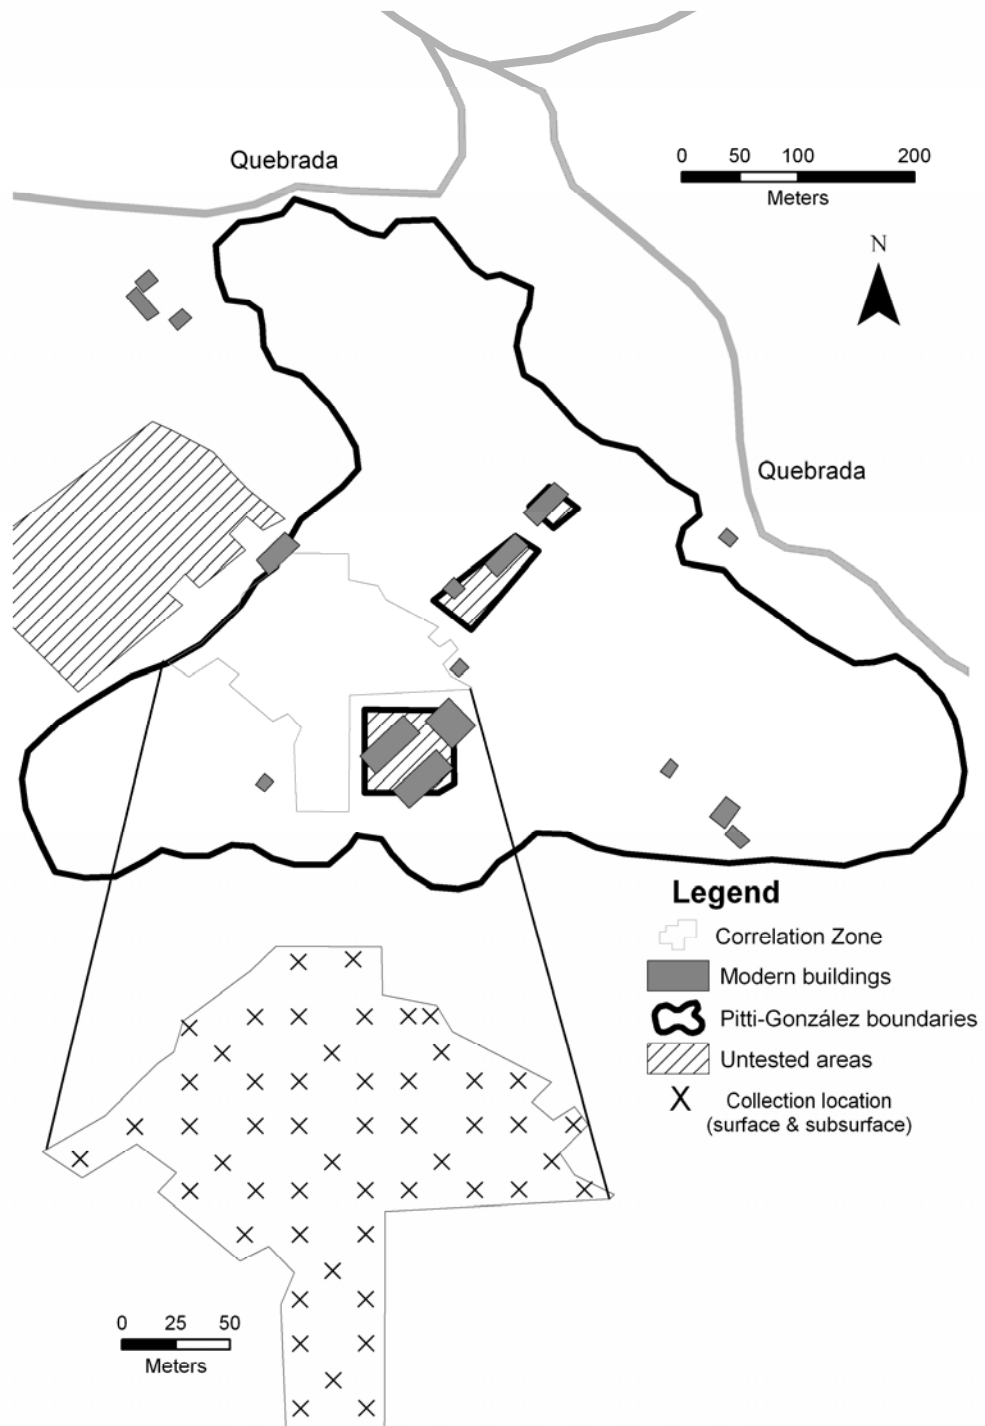 Quebrada
0 50 100 200
Meters
N
Quebrada
Legend
Correlation Zone
Modern buildings
Pitti-González boundaries
Untested areas
X Collection location
(surface & subsurface)
0 25 50
Meters